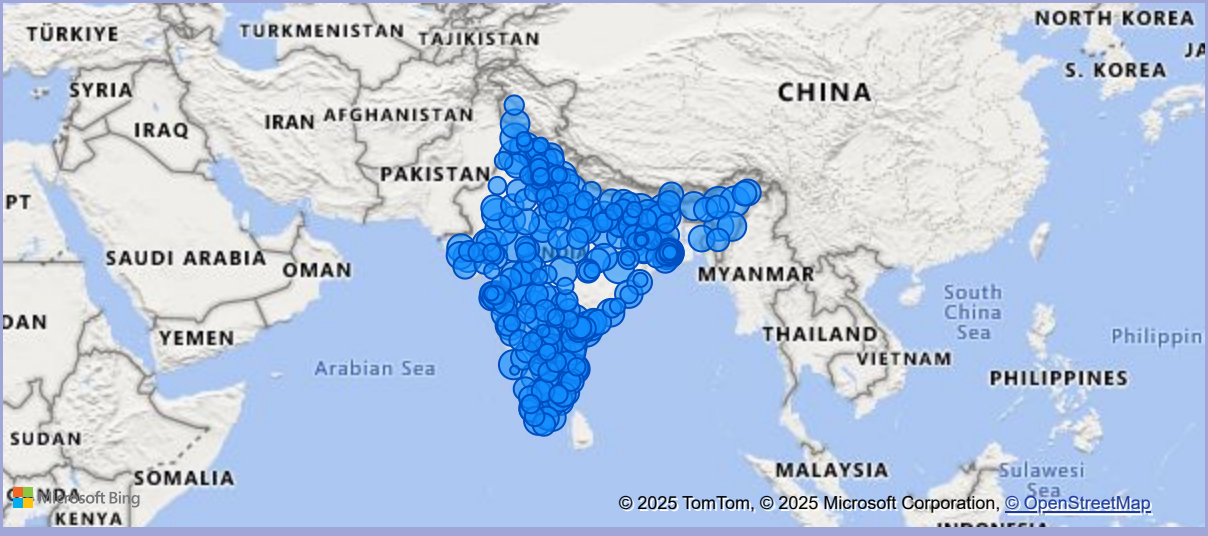 NORTH KOREA
TÜRKIYE
TURKMENISTAN
TAJIKISTAN
JA
S. KOREA
SYRIA
CHINA
IRAQ
IRAN
AFGHANISTAN
PAKISTAN
PT
SAUDI ARABIA
OMAN
MYANMAR
South
China
Sea
DAN
YEMEN
THAILAND
Philippin
VIETNAM
Arabian Sea
PHILIPPINES
SUDAN
MALAYSIA
Sulawesi
Sea
SOMALIA
Microsoft Bing
© 2025 TomTom, © 2025 Microsoft Corporation, © OpenStreetMap
KENYA
INDONESIA